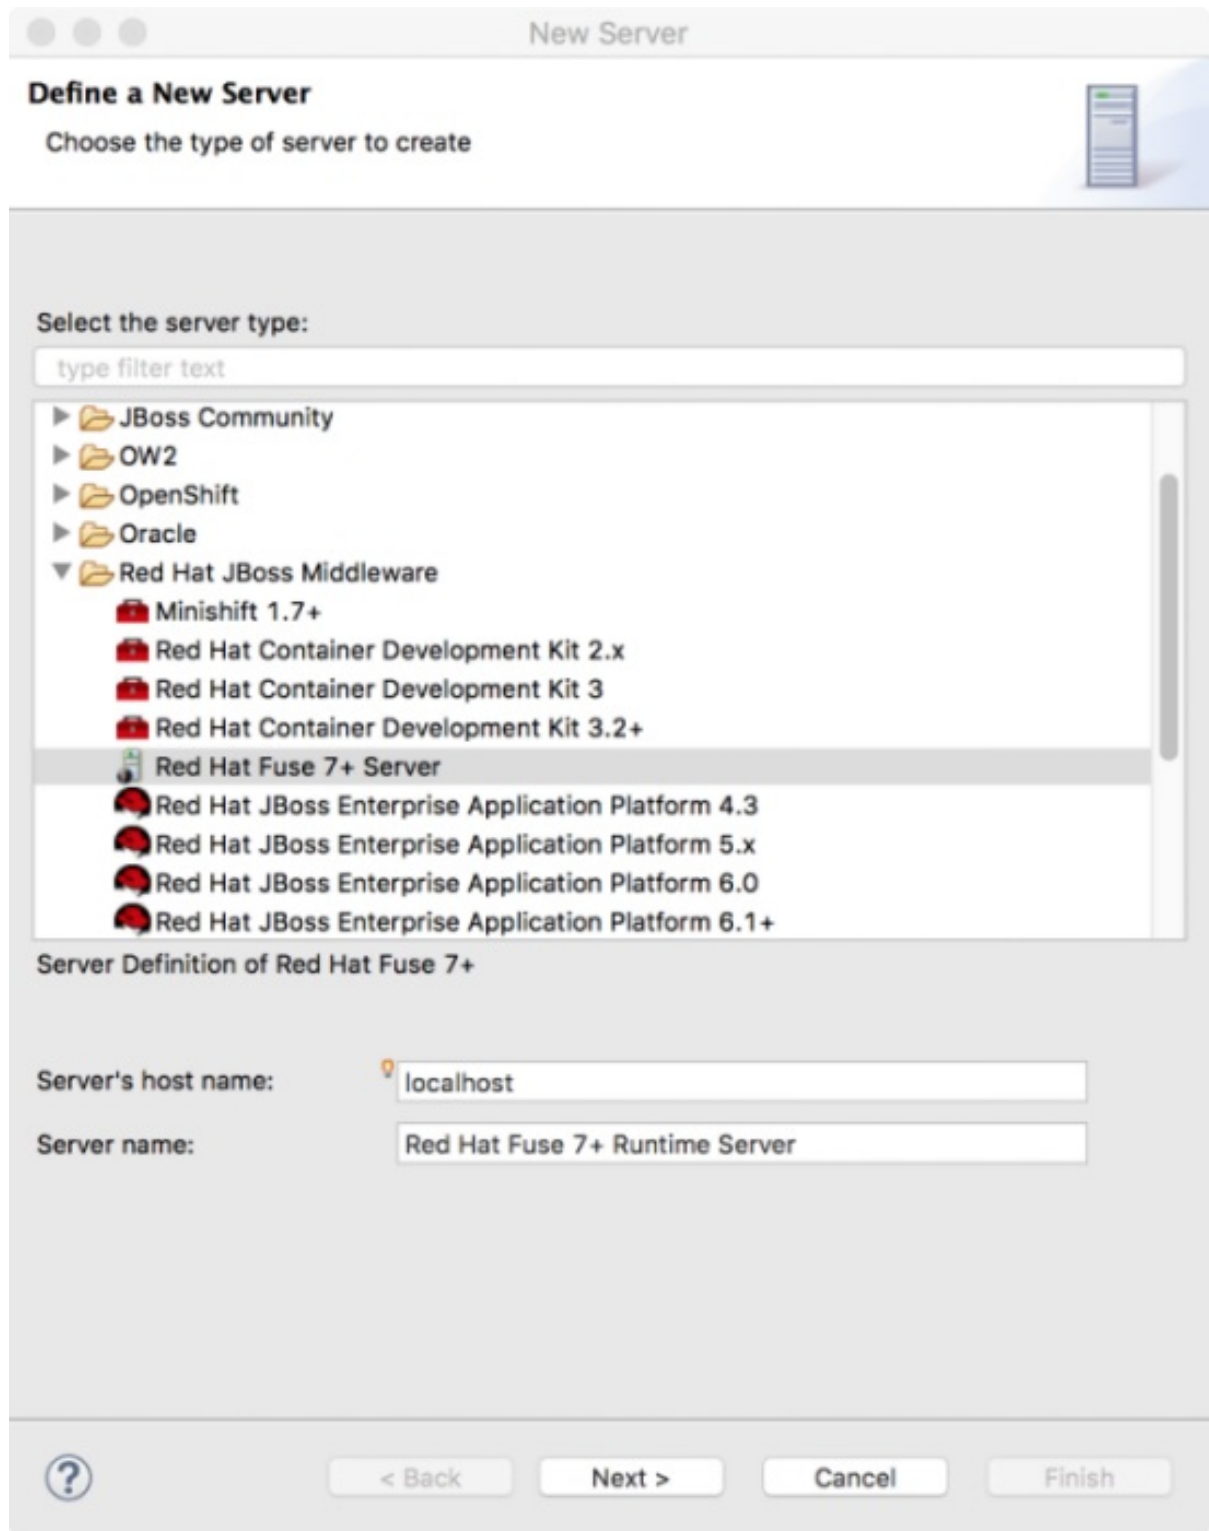 New Server
Define a New Server
Choose the type of server to create
Select the server type:
type filter text
JBoss Community
OW2
OpenShift
Oracle
Red Hat JBoss Middleware
Minishift 1.7+
Red Hat Container Development Kit 2.x
Red Hat Container Development Kit 3
Red Hat Container Development Kit 3.2+
Red Hat Fuse 7+ Server
Red Hat JBoss Enterprise Application Platform 4.3
Red Hat JBoss Enterprise Application Platform 5.x
Red Hat JBoss Enterprise Application Platform 6.0
Red Hat JBoss Enterprise Application Platform 6.1+
Server Definition of Red Hat Fuse 7+
Server's host name: localhost
Server name: Red Hat Fuse 7+ Runtime Server
? < Back Next > Cancel Finish